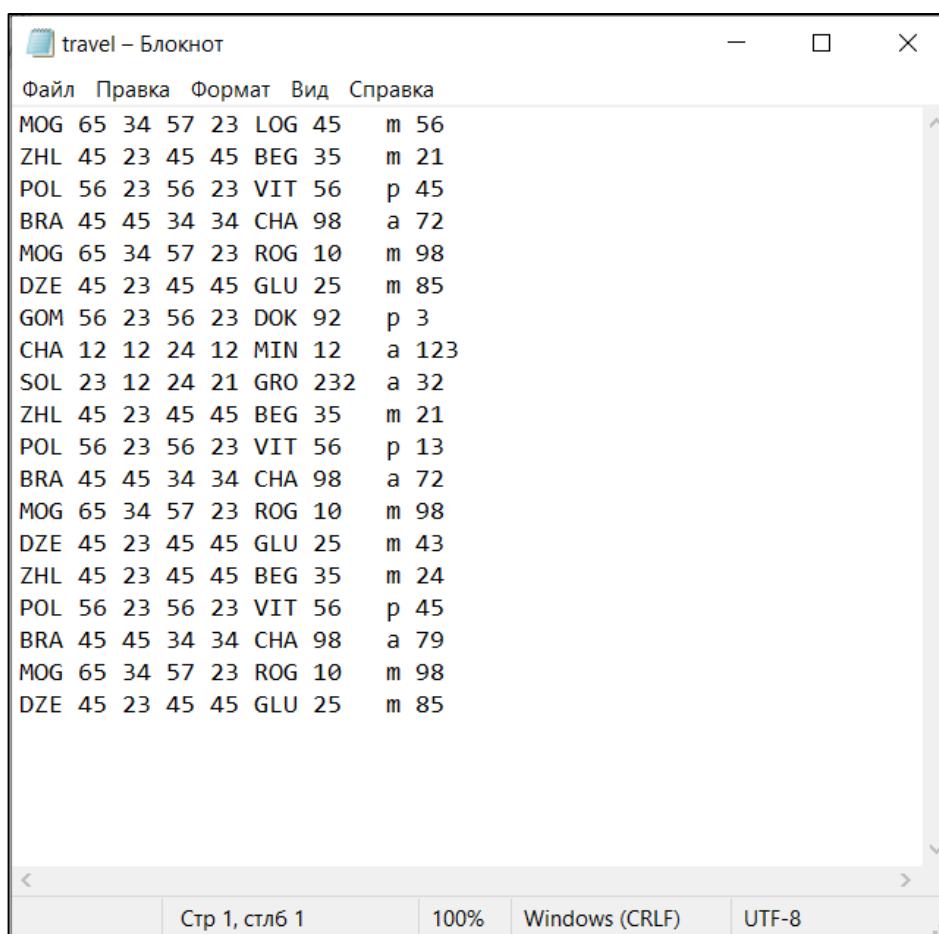 travel – Блокнот
Файл Правка Формат Вид Справка
MOG 65 34 57 23 LOG 45 m 56
ZHL 45 23 45 45 BEG 35 m 21
POL 56 23 56 23 VIT 56 p 45
BRA 45 45 34 34 CHA 98 a 72
MOG 65 34 57 23 ROG 10 m 98
DZE 45 23 45 45 GLU 25 m 85
GOM 56 23 56 23 DOK 92 p 3
CHA 12 12 24 12 MIN 12 a 123
SOL 23 12 24 21 GRO 232 a 32
ZHL 45 23 45 45 BEG 35 m 21
POL 56 23 56 23 VIT 56 p 13
BRA 45 45 34 34 CHA 98 a 72
MOG 65 34 57 23 ROG 10 m 98
DZE 45 23 45 45 GLU 25 m 43
ZHL 45 23 45 45 BEG 35 m 24
POL 56 23 56 23 VIT 56 p 45
BRA 45 45 34 34 CHA 98 a 79
MOG 65 34 57 23 ROG 10 m 98
DZE 45 23 45 45 GLU 25 m 85
Стр 1, стлб 1 100% Windows (CRLF) UTF-8